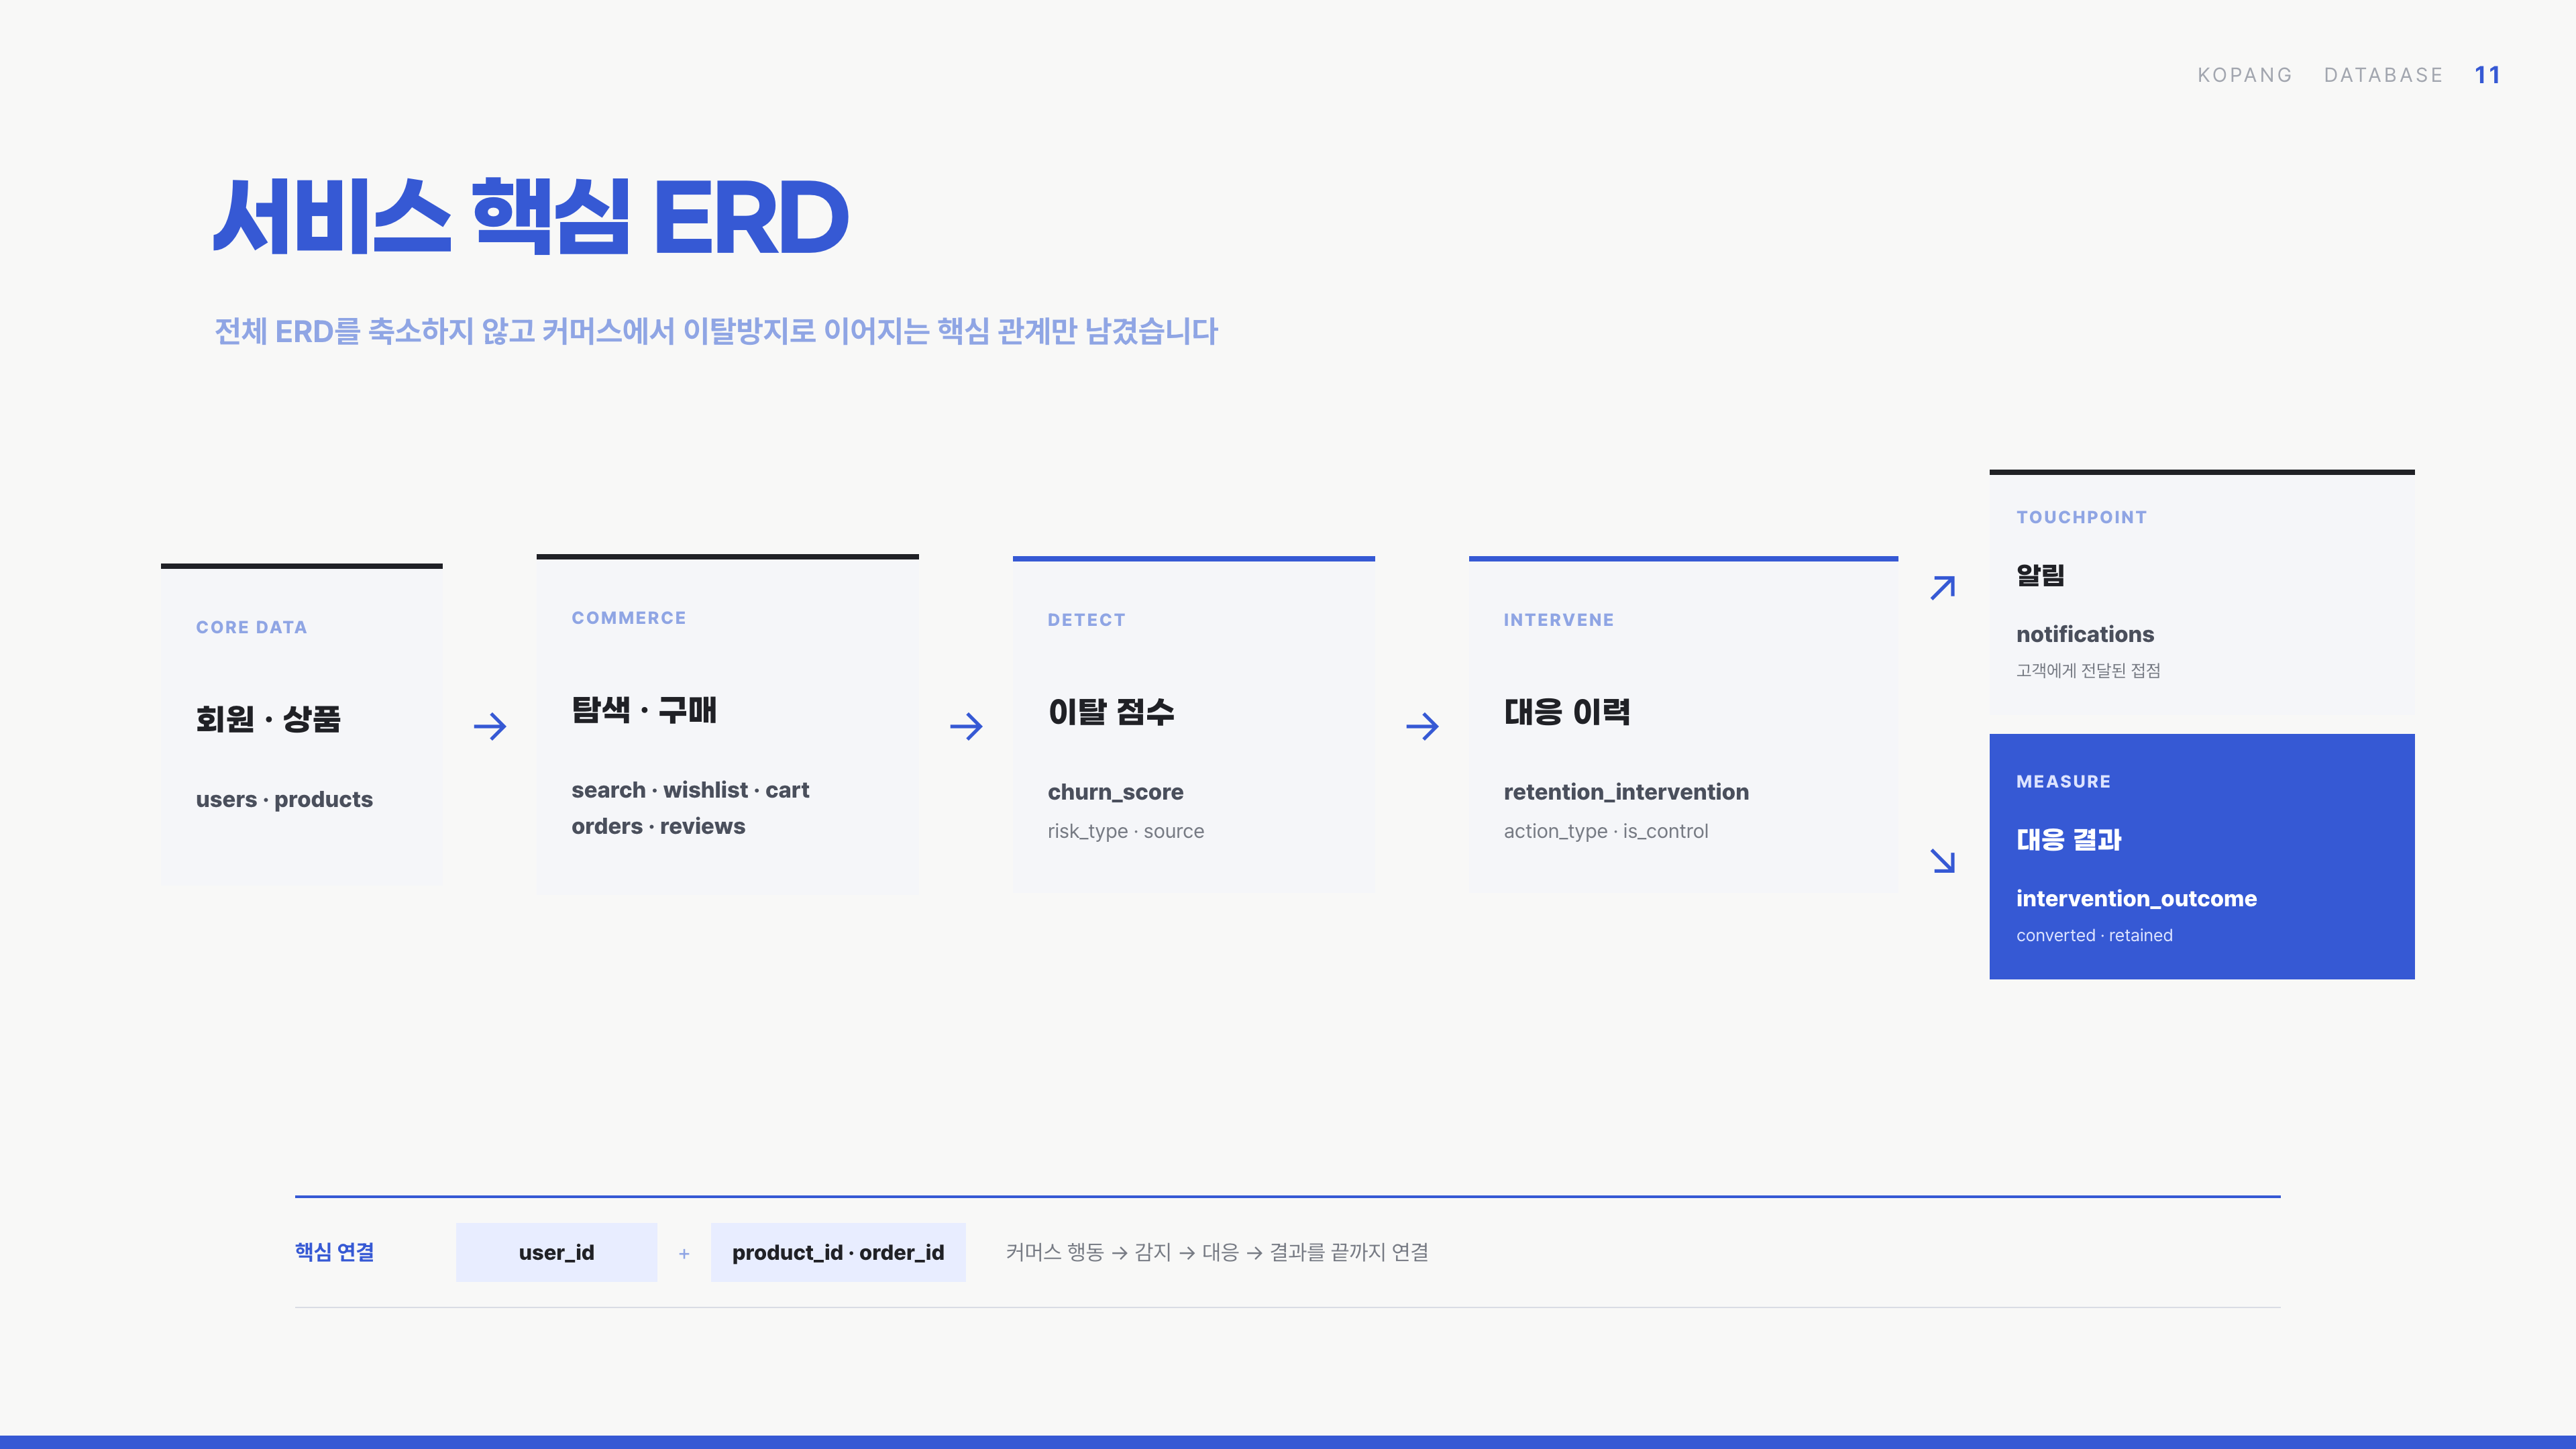 KOPANG DATABASE 11
서비스 핵심 ERD
전체 ERD를 축소하지 않고 커머스에서 이탈방지로 이어지는 핵심 관계만 남겼습니다
CORE DATA
회원 · 상품
users · products
→
COMMERCE
탐색 · 구매
search · wishlist · cart
orders · reviews
→
DETECT
이탈 점수
churn_score
risk_type · source
→
INTERVENE
대응 이력
retention_intervention
action_type · is_control
↗
TOUCHPOINT
알림
notifications
고객에게 전달된 접점
↘
MEASURE
대응 결과
intervention_outcome
converted · retained
핵심 연결 user_id + product_id · order_id 커머스 행동 → 감지 → 대응 → 결과를 끝까지 연결